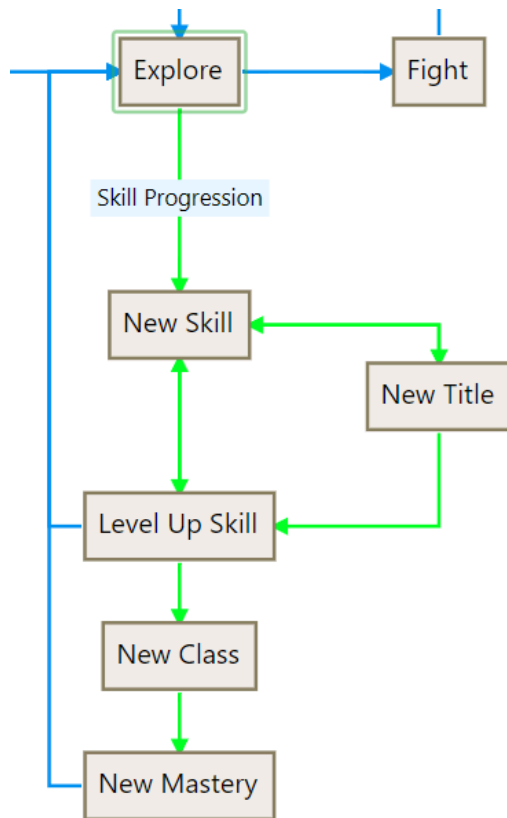 Explore
Fight
Skill Progression
New Skill
New Title
Level Up Skill
New Class
New Mastery